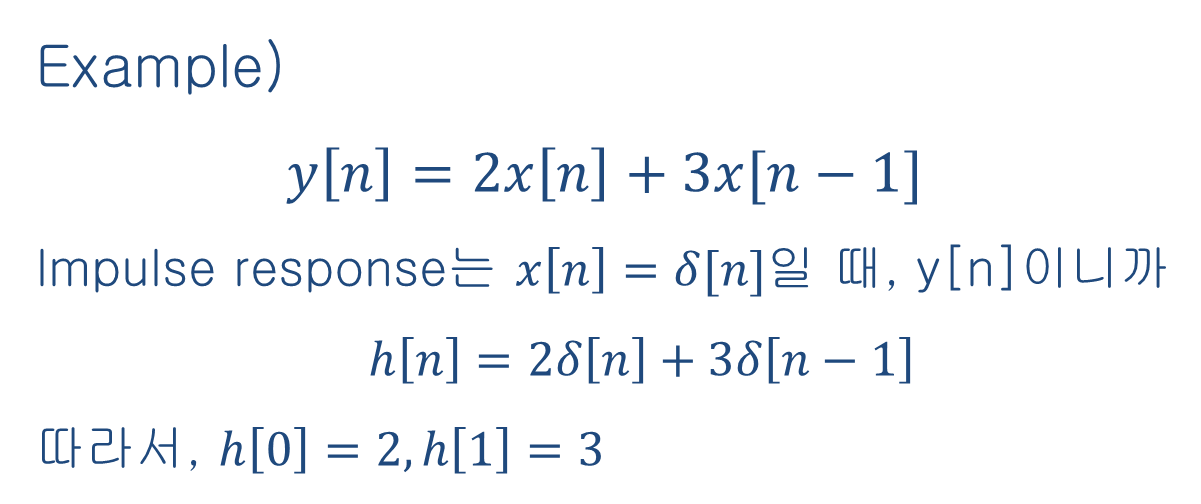 Example)
y[n] = 2x[n] + 3x[n − 1]
Impulse response는 x[n] = δ[n]일 때, y[n]이니까
h[n] = 2δ[n] + 3δ[n − 1]
따라서, h[0] = 2, h[1] = 3